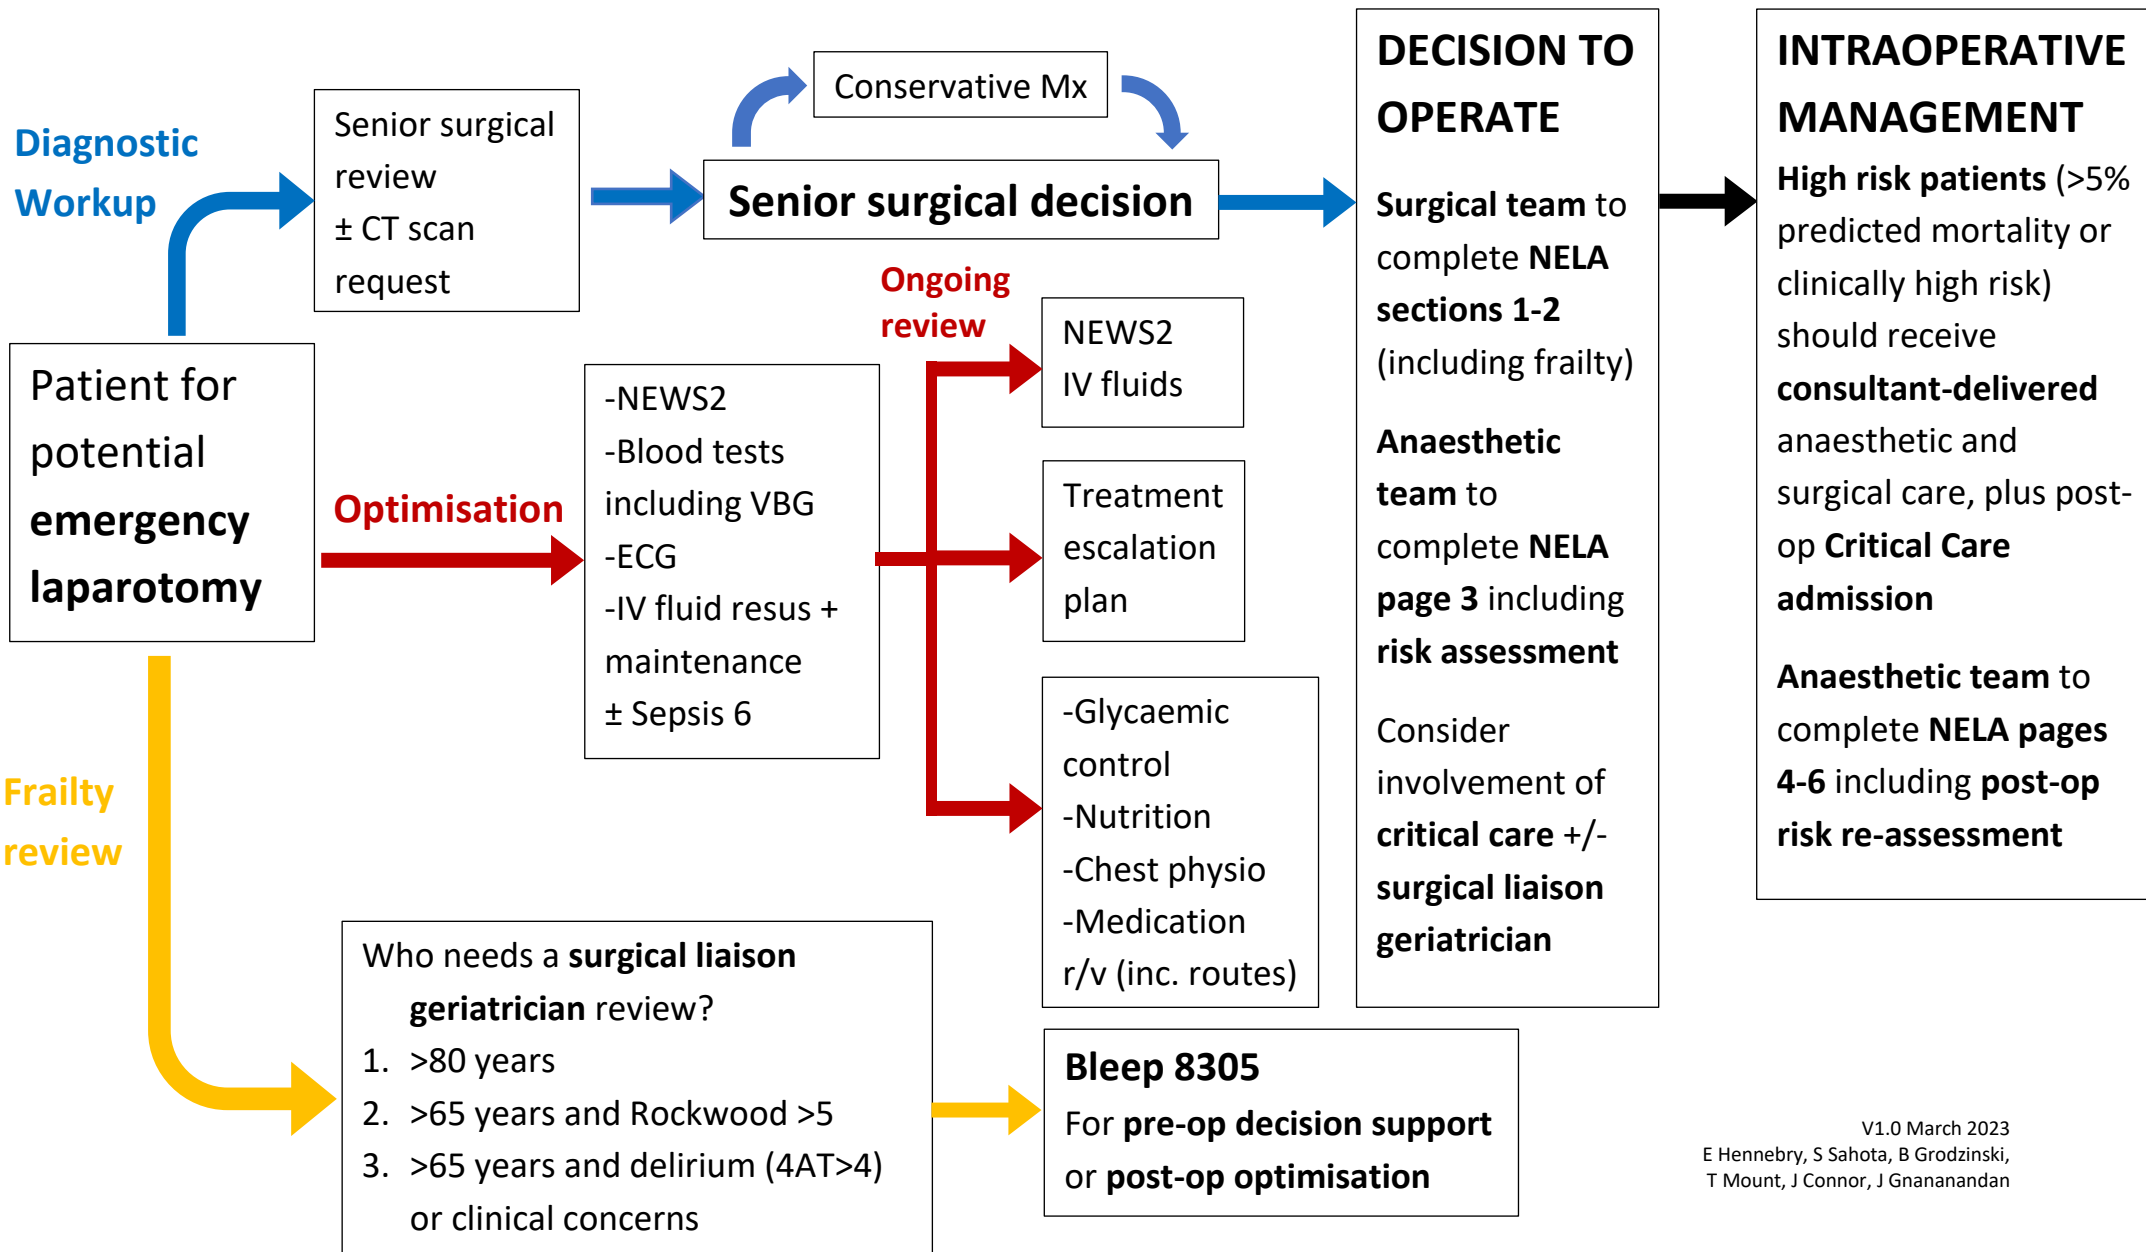 Diagnostic
Workup
Senior surgical
review
± CT scan
request
Conservative Mx
Senior surgical decision
Patient for
potential
emergency
laparotomy
Optimisation
-NEWS2
-Blood tests
including VBG
-ECG
-IV fluid resus +
maintenance
± Sepsis 6
Ongoing
review
NEWS2
IV fluids
Treatment
escalation
plan
-Glycaemic
control
-Nutrition
-Chest physio
-Medication
r/v (inc. routes)
Frailty
review
Who needs a surgical liaison
geriatrician review?
1. >80 years
2. >65 years and Rockwood >5
3. >65 years and delirium (4AT>4)
or clinical concerns
Bleep 8305
For pre-op decision support
or post-op optimisation
DECISION TO
OPERATE
Surgical team to
complete NELA
sections 1-2
(including frailty)
Anaesthetic
team to
complete NELA
page 3 including
risk assessment
Consider
involvement of
critical care +/-
surgical liaison
geriatrician
INTRAOPERATIVE
MANAGEMENT
High risk patients (>5%
predicted mortality or
clinically high risk)
should receive
consultant-delivered
anaesthetic and
surgical care, plus post-
op Critical Care
admission
Anaesthetic team to
complete NELA pages
4-6 including post-op
risk re-assessment
V1.0 March 2023
E Hennebry, S Sahota, B Grodzinski,
T Mount, J Connor, J Gnananandan